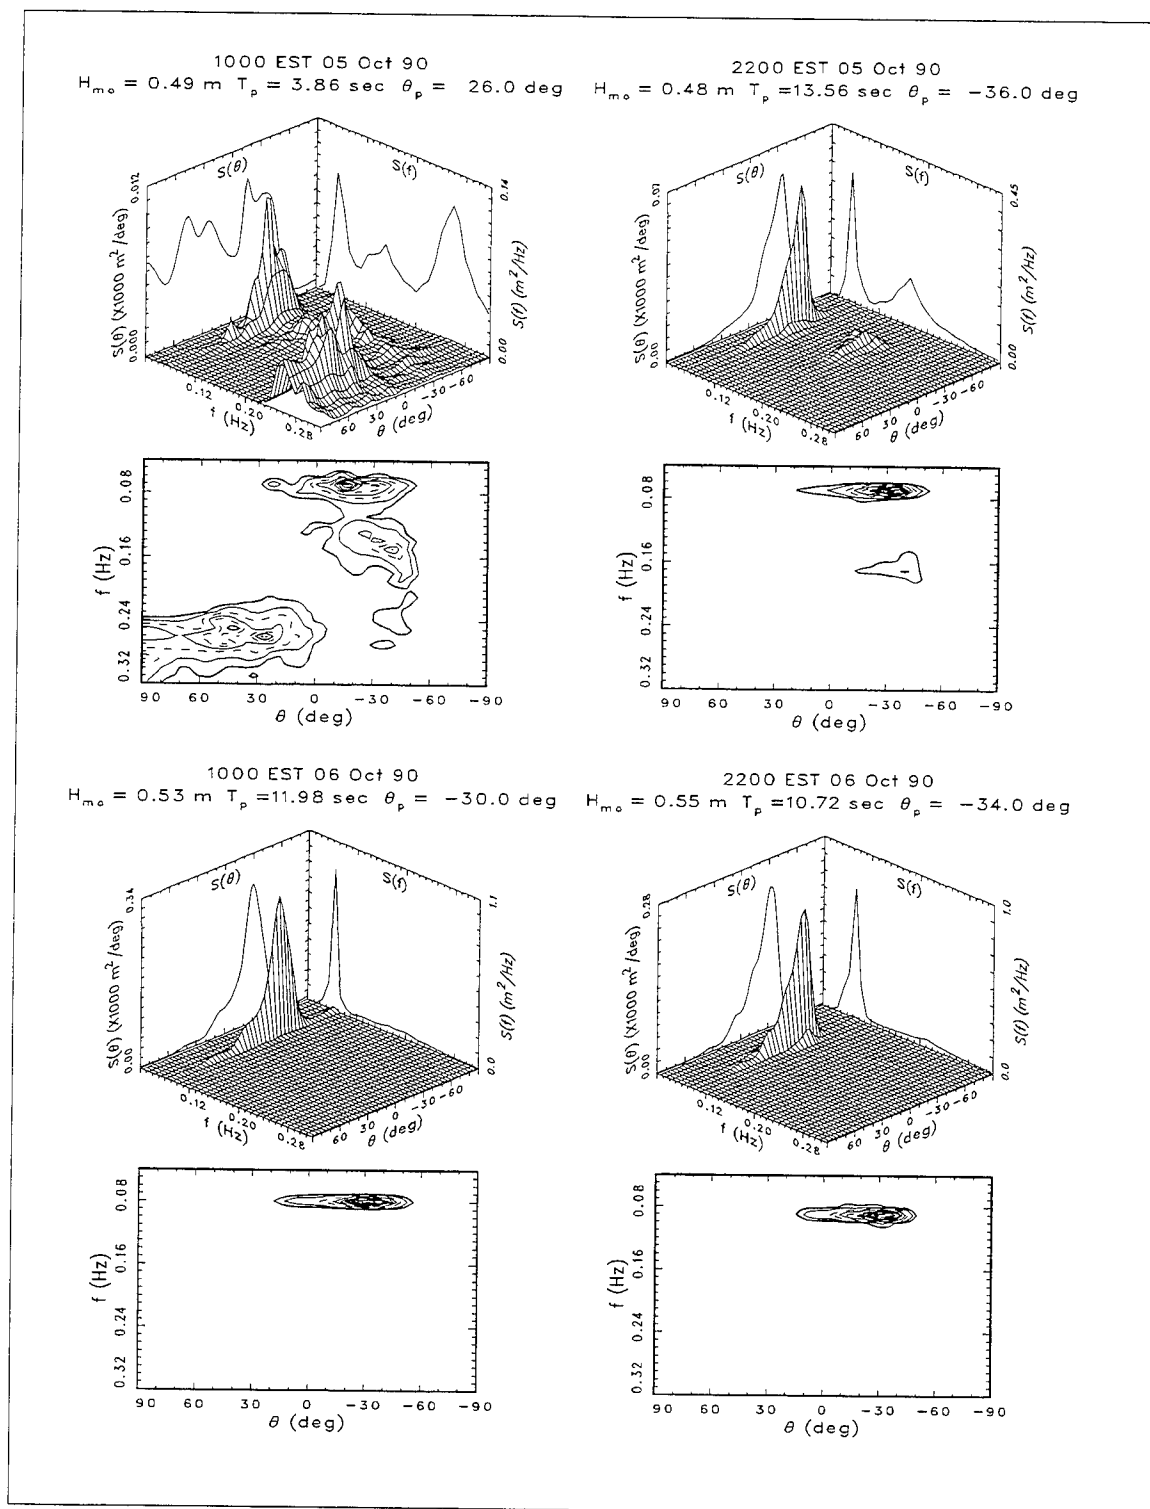 1000 EST 05 Oct 90
H_mo = 0.49 m T_p = 3.86 sec θ_p = 26.0 deg
S(θ)
S(f)
0.012
0.14
S(θ) (X1000 m²/deg)
S(f) (m²/Hz)
0.000
0.00
0.12
0.20
0.28
f (Hz)
60
30
0
-30
-60
θ (deg)
0.08
0.16
0.24
0.32
f (Hz)
90 60 30 0 -30 -60 -90
θ (deg)
2200 EST 05 Oct 90
H_mo = 0.48 m T_p =13.56 sec θ_p = -36.0 deg
S(θ)
S(f)
0.07
0.45
S(θ) (X1000 m²/deg)
S(f) (m²/Hz)
0.00
0.00
0.12
0.20
0.28
f (Hz)
60
30
0
-30
-60
θ (deg)
0.08
0.16
0.24
0.32
f (Hz)
90 60 30 0 -30 -60 -90
θ (deg)
1000 EST 06 Oct 90
H_mo = 0.53 m T_p =11.98 sec θ_p = -30.0 deg
S(θ)
S(f)
0.34
1.1
S(θ) (X1000 m²/deg)
S(f) (m²/Hz)
0.00
0.0
0.12
0.20
0.28
f (Hz)
60
30
0
-30
-60
θ (deg)
0.08
0.16
0.24
0.32
f (Hz)
90 60 30 0 -30 -60 -90
θ (deg)
2200 EST 06 Oct 90
H_mo = 0.55 m T_p =10.72 sec θ_p = -34.0 deg
S(θ)
S(f)
0.28
1.0
S(θ) (X1000 m²/deg)
S(f) (m²/Hz)
0.00
0.0
0.12
0.20
0.28
f (Hz)
60
30
0
-30
-60
θ (deg)
0.08
0.16
0.24
0.32
f (Hz)
90 60 30 0 -30 -60 -90
θ (deg)